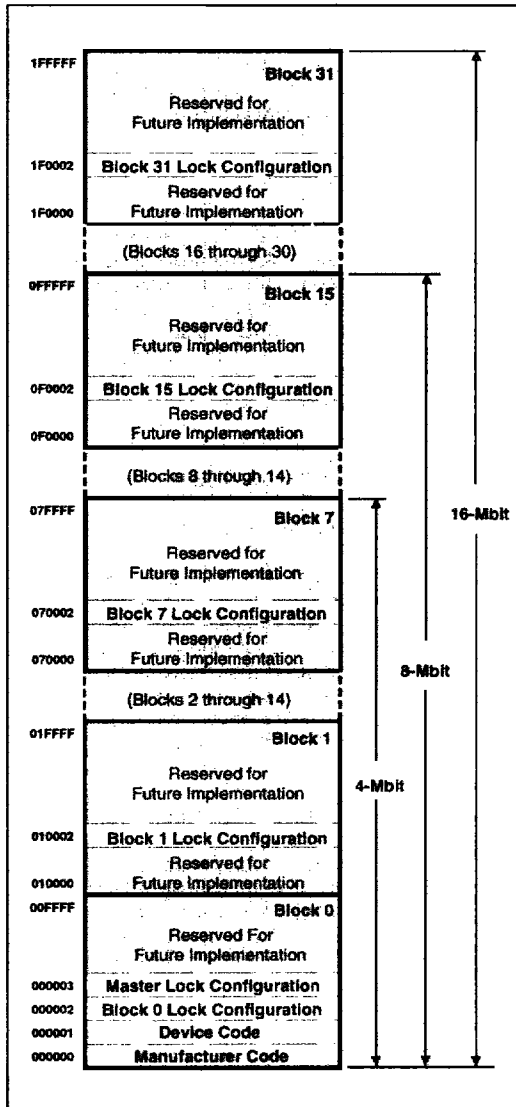 1FFFFF
Block 31
Reserved for
Future Implementation
1F0002 Block 31 Lock Configuration
Reserved for
1F0000 Future Implementation
(Blocks 16 through 30)
0FFFFF
Block 15
Reserved for
Future Implementation
0F0002 Block 15 Lock Configuration
Reserved for
0F0000 Future Implementation
(Blocks 8 through 14)
07FFFF
Block 7
16-Mbit
Reserved for
Future Implementation
070002 Block 7 Lock Configuration
Reserved for
070000 Future Implementation
8-Mbit
(Blocks 2 through 14)
01FFFF
Block 1
Reserved for
Future Implementation
4-Mbit
010002 Block 1 Lock Configuration
Reserved for
010000 Future Implementation
00FFFF
Block 0
Reserved For
Future Implementation
000003 Master Lock Configuration
000002 Block 0 Lock Configuration
000001 Device Code
000000 Manufacturer Code